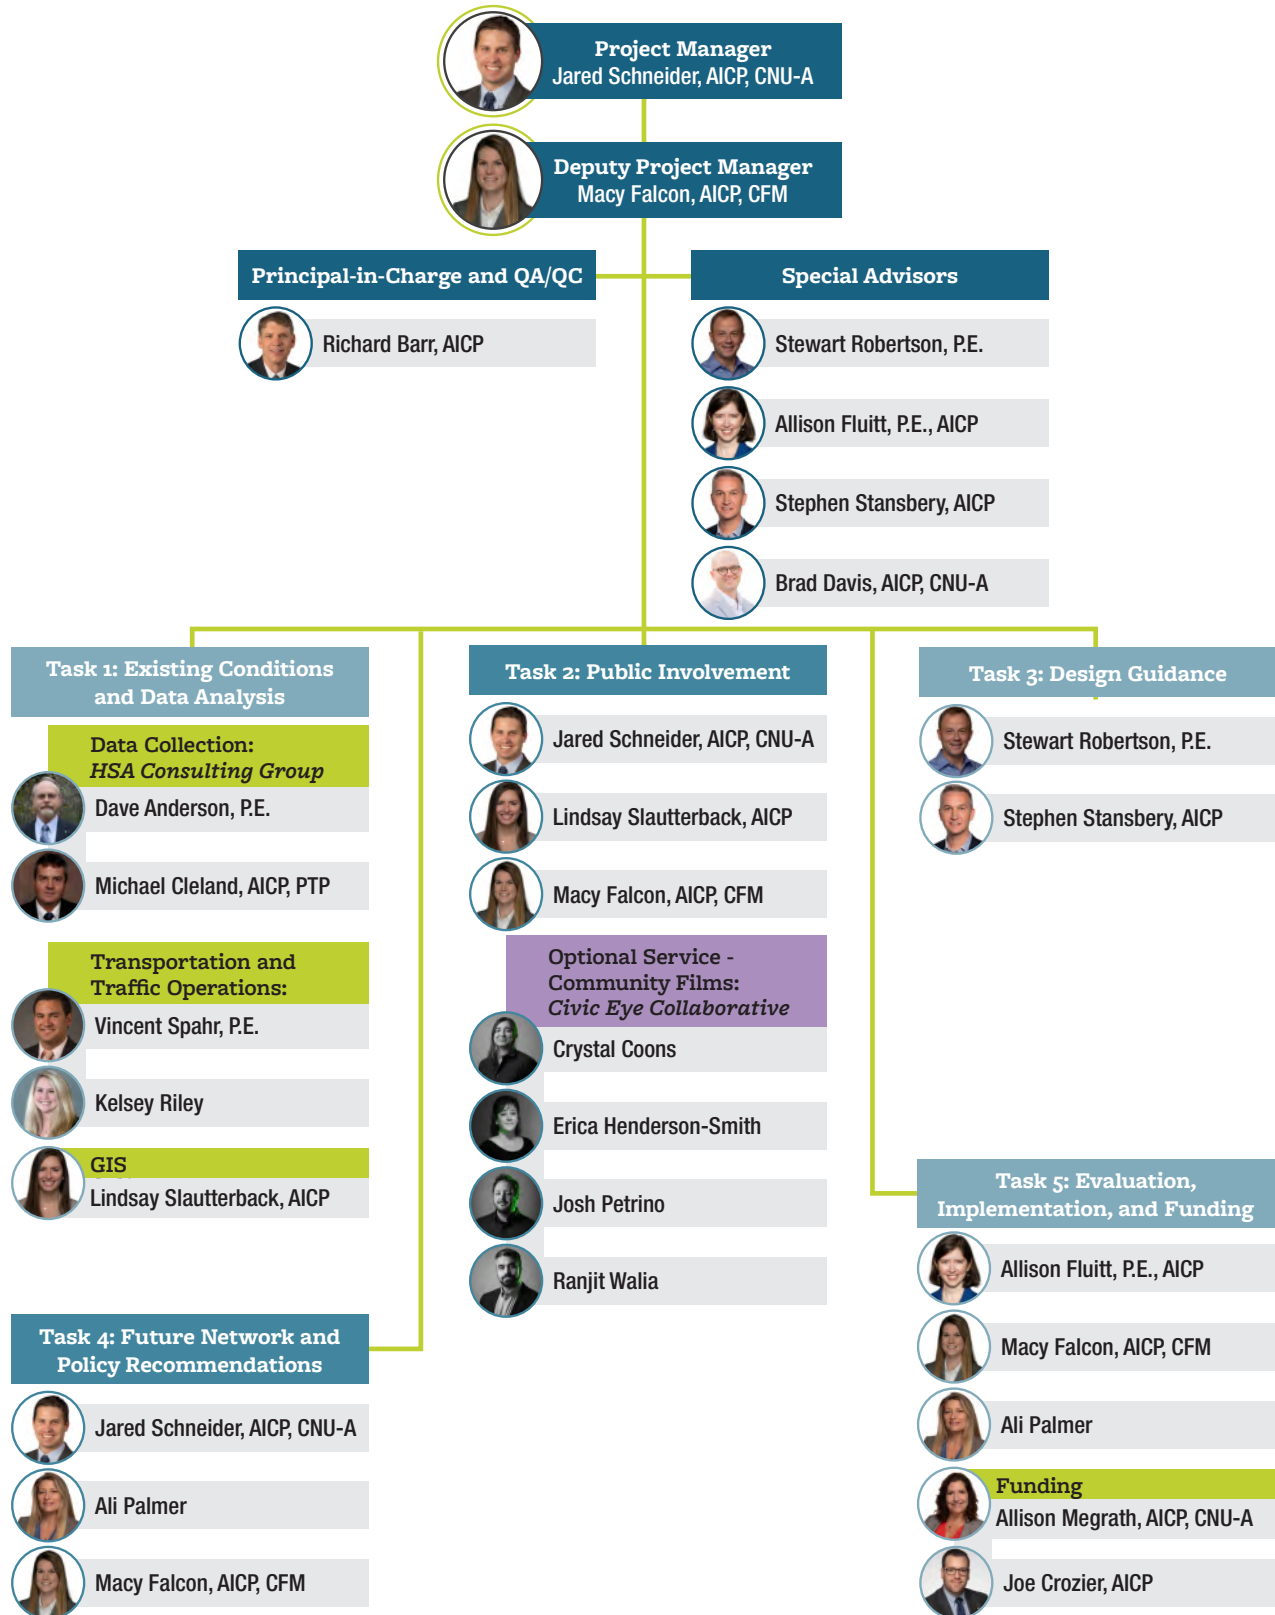 Project Manager
Jared Schneider, AICP, CNU-A
Deputy Project Manager
Macy Falcon, AICP, CFM
Principal-in-Charge and QA/QC
Richard Barr, AICP
Special Advisors
Stewart Robertson, P.E.
Allison Fluitt, P.E., AICP
Stephen Stansbery, AICP
Brad Davis, AICP, CNU-A
Task 1: Existing Conditions
and Data Analysis
Data Collection:
HSA Consulting Group
Dave Anderson, P.E.
Michael Cleland, AICP, PTP
Transportation and
Traffic Operations:
Vincent Spahr, P.E.
Kelsey Riley
GIS
Lindsay Slautterback, AICP
Task 2: Public Involvement
Jared Schneider, AICP, CNU-A
Lindsay Slautterback, AICP
Macy Falcon, AICP, CFM
Optional Service -
Community Films:
Civic Eye Collaborative
Crystal Coons
Erica Henderson-Smith
Josh Petrino
Ranjit Walia
Task 3: Design Guidance
Stewart Robertson, P.E.
Stephen Stansbery, AICP
Task 4: Future Network and
Policy Recommendations
Jared Schneider, AICP, CNU-A
Ali Palmer
Macy Falcon, AICP, CFM
Task 5: Evaluation,
Implementation, and Funding
Allison Fluitt, P.E., AICP
Macy Falcon, AICP, CFM
Ali Palmer
Funding
Allison Megrath, AICP, CNU-A
Joe Crozier, AICP